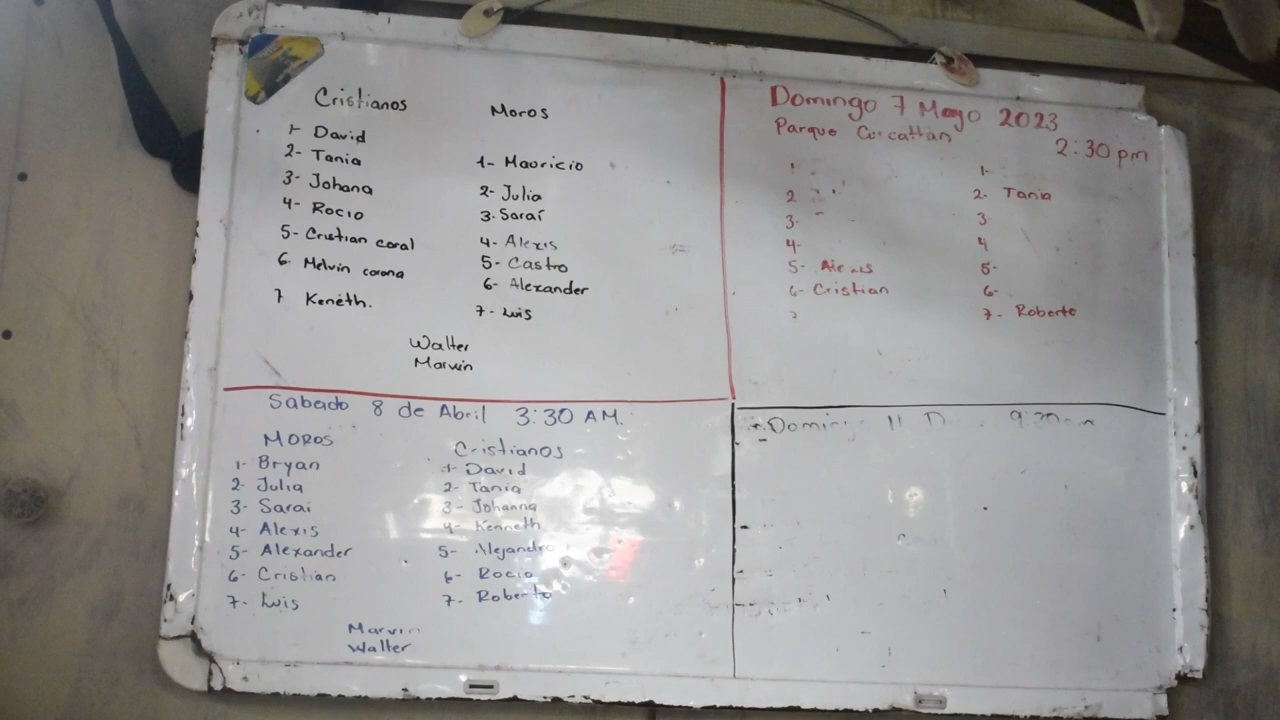 Cristianos
1- David
2- Tania
3- Johana
4- Rocio
5- Cristian coral
6- Melvin corona
7 Keneth.
Moros
1- Mauricio
2- Julia
3. Saraí
4- Alexis
5- Castro
6- Alexander
7- Luis
Walter
Marvin
Domingo 7 Mayo 2023
Parque Cuscatlán
2:30 pm
1
2
3-
4-
5- Alexis
6- Cristian
1-
2- Tania
3
4
5-
6-
7- Roberto
Sabado 8 de Abril 3:30 AM.
MOROS
1- Bryan
2- Julia
3- Sarai
4- Alexis
5- Alexander
6- Cristian
7- Luis
Cristianos
1- David
2- Tania
3- Johanna
4- Kenneth
5- Alejandro
6- Rocio
7- Roberto
Marvin
Walter
11 D